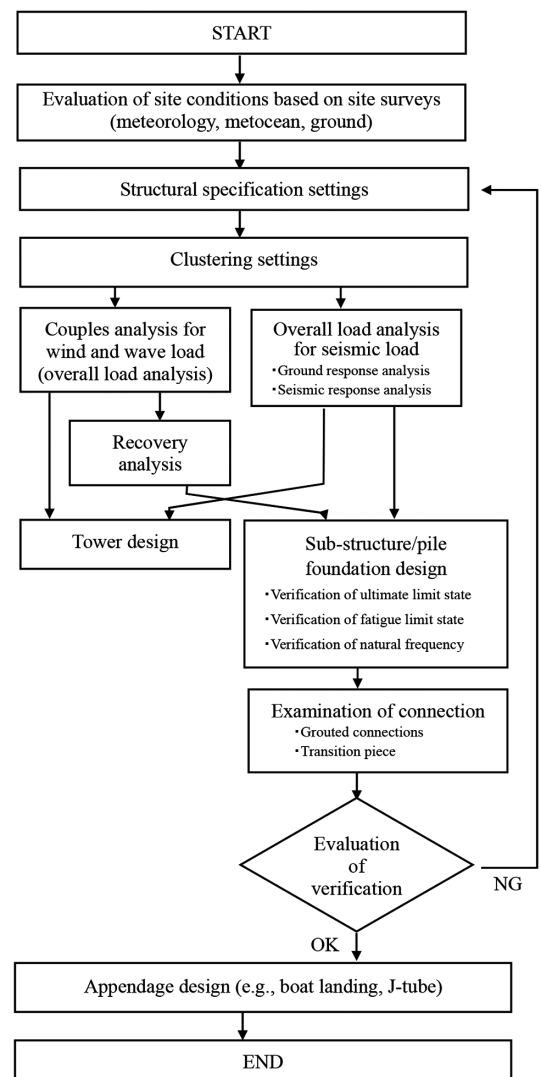 START
Evaluation of site conditions based on site surveys
(meteorology, metocean, ground)
Structural specification settings
Clustering settings
Couples analysis for
wind and wave load
(overall load analysis)
Overall load analysis
for seismic load
・Ground response analysis
・Seismic response analysis
Recovery
analysis
Tower design
Sub-structure/pile
foundation design
・Verification of ultimate limit state
・Verification of fatigue limit state
・Verification of natural frequency
Examination of connection
・Grouted connections
・Transition piece
Evaluation
of
verification
NG
OK
Appendage design (e.g., boat landing, J-tube)
END